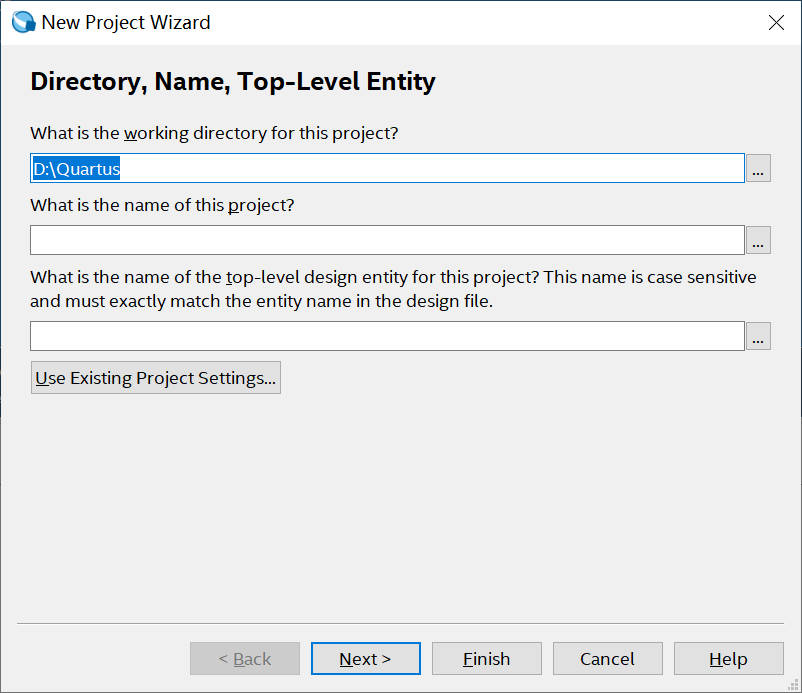 New Project Wizard
Directory, Name, Top-Level Entity
What is the working directory for this project?
D:\Quartus
...
What is the name of this project?
...
What is the name of the top-level design entity for this project? This name is case sensitive
and must exactly match the entity name in the design file.
...
Use Existing Project Settings...
< Back
Next >
Finish
Cancel
Help